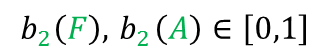 b₂(F), b₂(A) ∈ [0,1]